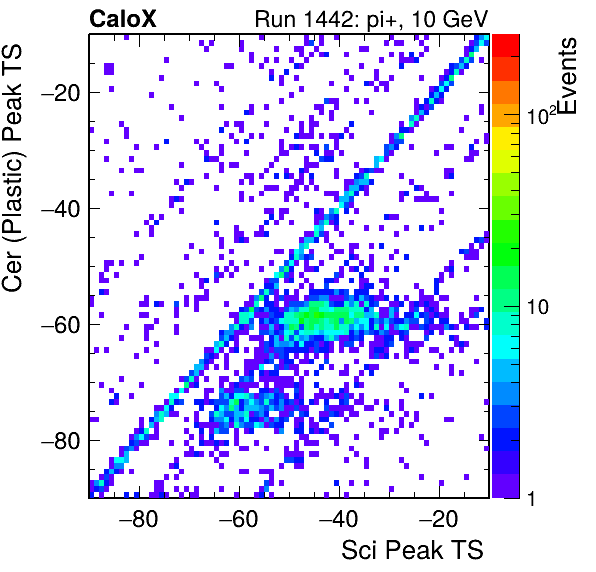 CaloX Run 1442: pi+, 10 GeV
Cer (Plastic) Peak TS
−20
−40
−60
−80
−80 −60 −40 −20
Sci Peak TS
Events
10²
10
1